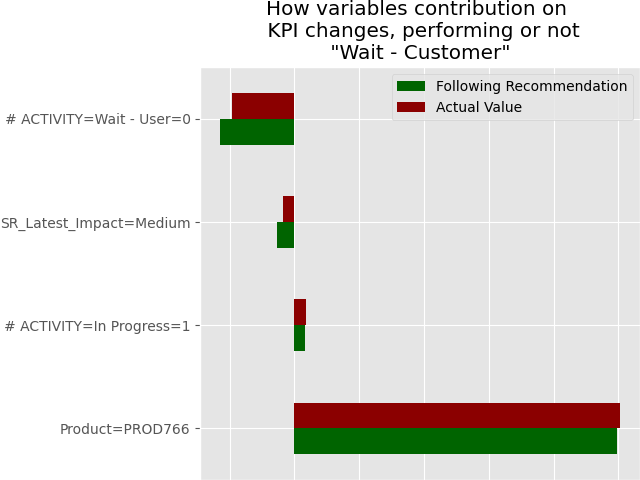 How variables contribution on
KPI changes, performing or not
"Wait - Customer"
Following Recommendation
Actual Value
# ACTIVITY=Wait - User=0
SR_Latest_Impact=Medium
# ACTIVITY=In Progress=1
Product=PROD766